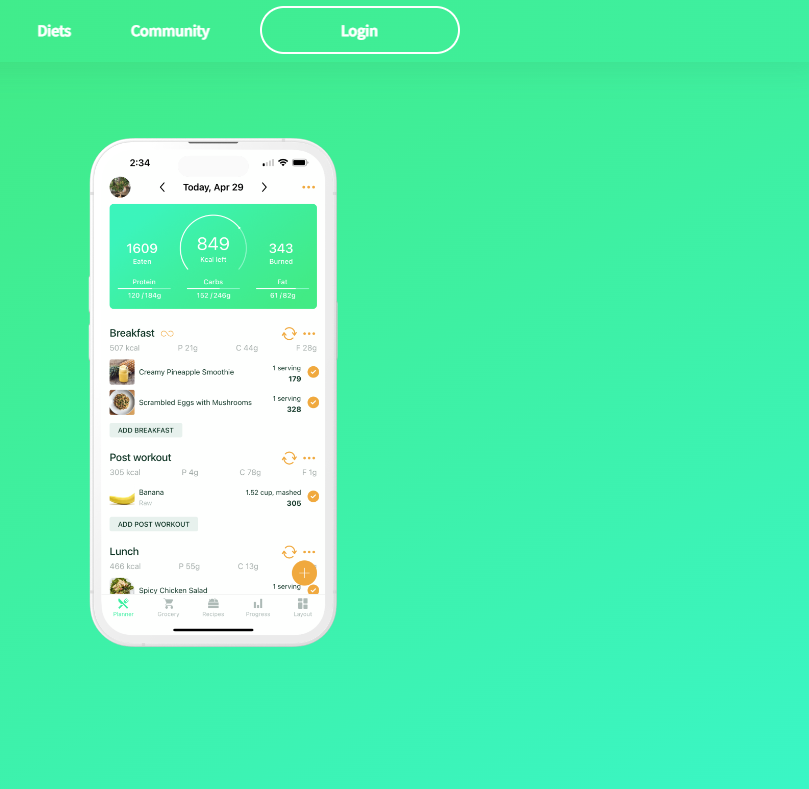 Diets Community Login
2:34
Today, Apr 29
1609 849 343
Eaten Kcal left Burned
Protein Carbs Fat
120 / 184g 152 / 246g 61 / 82g
Breakfast
507 kcal P 21g C 44g F 28g
Creamy Pineapple Smoothie 1 serving
179
Scrambled Eggs with Mushrooms 1 serving
328
ADD BREAKFAST
Post workout
305 kcal P 4g C 78g F 1g
Banana 1.52 cup, mashed
Raw 305
ADD POST WORKOUT
Lunch
466 kcal P 55g C 13g
Spicy Chicken Salad 1 serving
Planner Grocery Recipes Progress Layout